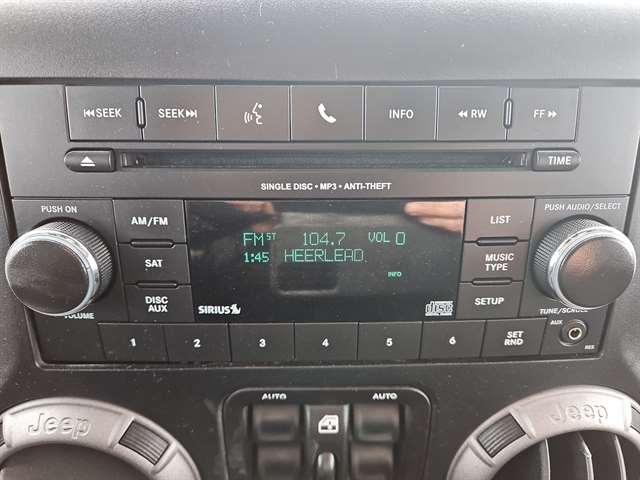 SEEK SEEK INFO RW FF
TIME
SINGLE DISC • MP3 • ANTI-THEFT
PUSH ON AM/FM LIST PUSH AUDIO/SELECT
FM ST 104.7 VOL 0
1:45 HEERLEAD.
INFO
SAT MUSIC TYPE
DISC AUX SETUP
SIRIUS disc
VOLUME TUNE/SCROLL
1 2 3 4 5 6 SET RND AUX
AUTO AUTO
Jeep Jeep